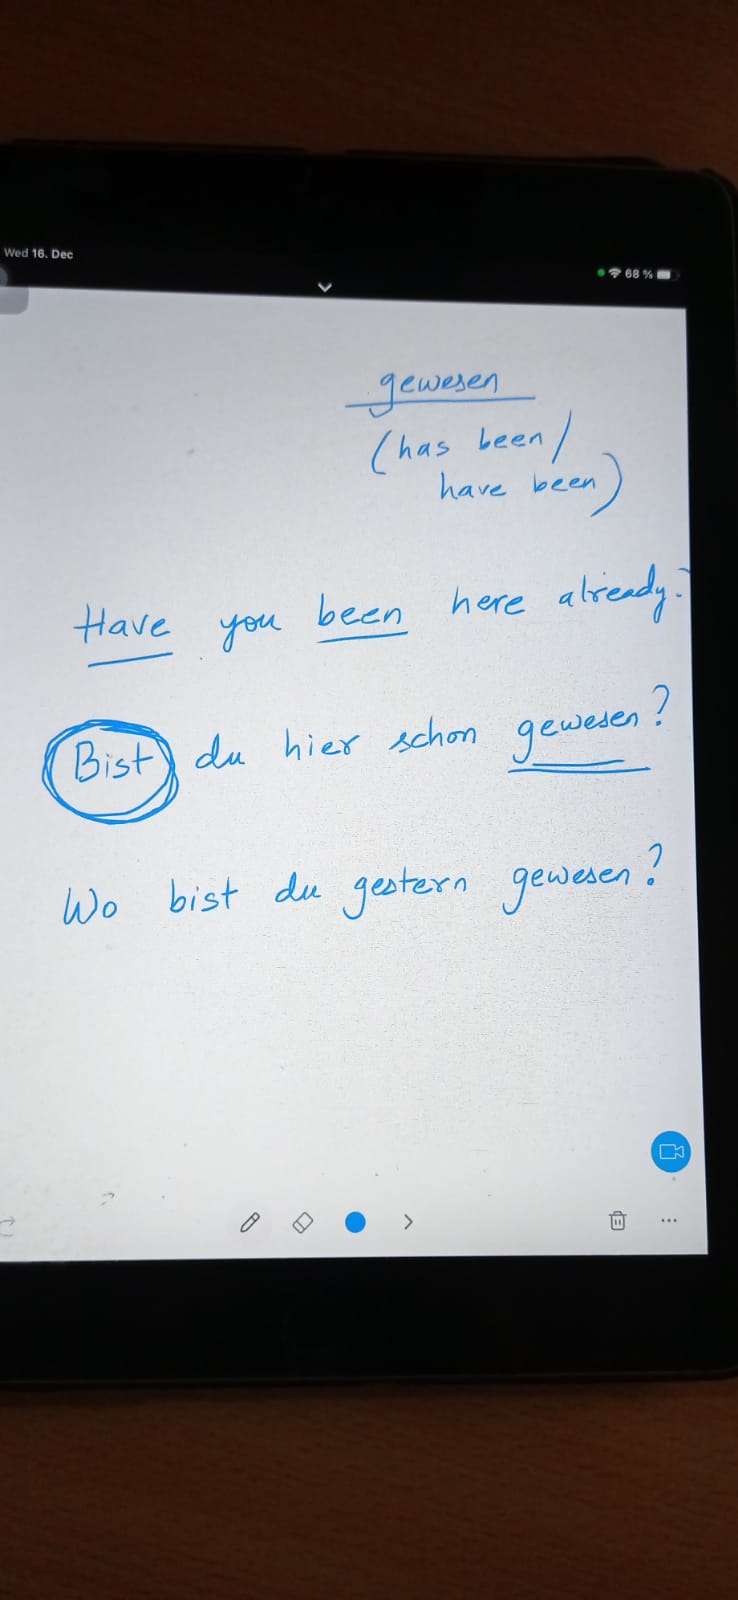 Wed 16. Dec
68 %
gewesen
(has been/
have been)
Have you been here already?
Bist du hier schon gewesen?
Wo bist du gestern gewesen?